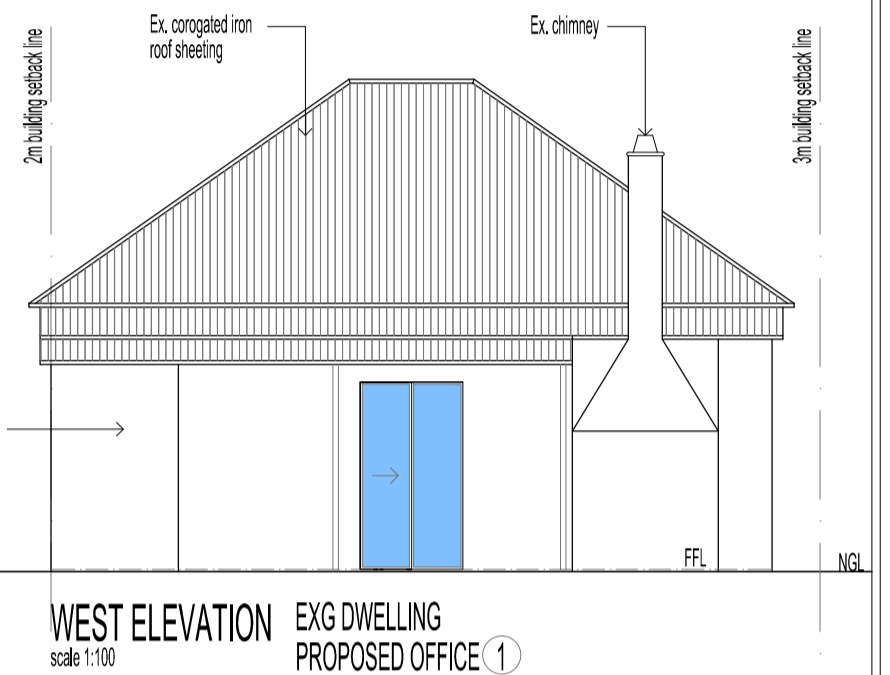 2m building setback line
Ex. corogated iron
roof sheeting
Ex. chimney
3m building setback line
FFL
NGL
WEST ELEVATION
scale 1:100
EXG DWELLING
PROPOSED OFFICE 1